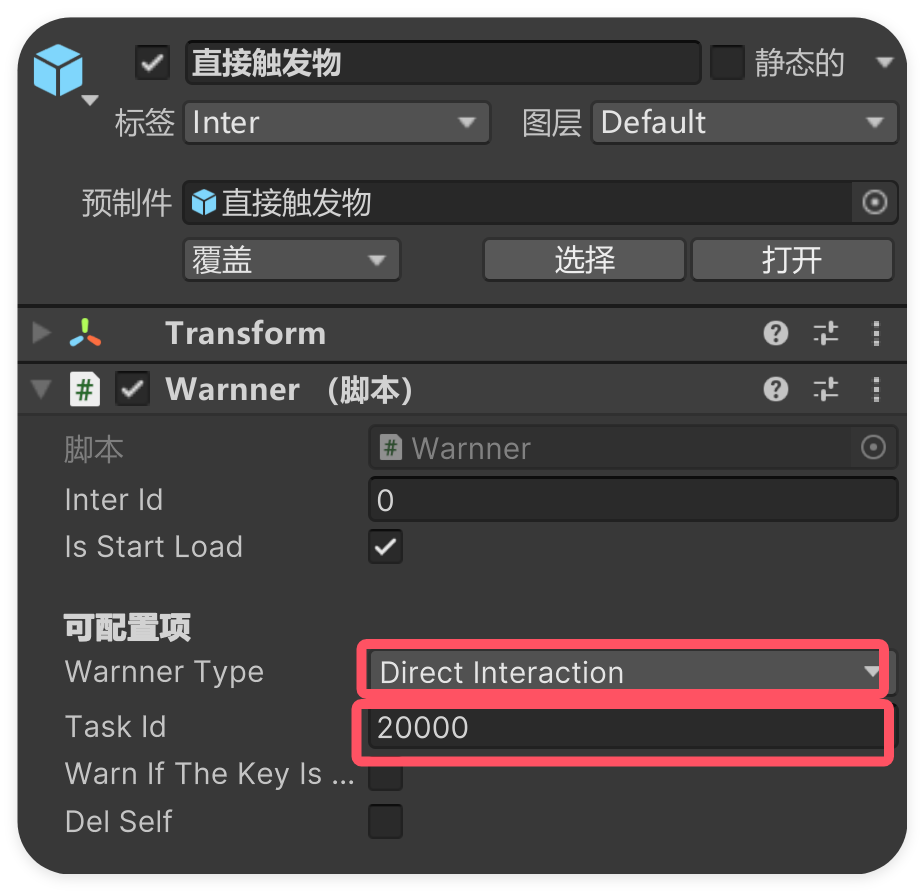 直接触发物 静态的
标签 Inter 图层 Default
预制件 直接触发物
覆盖 选择 打开
Transform
# Warnner （脚本）
脚本 # Warnner
Inter Id 0
Is Start Load
可配置项
Warnner Type Direct Interaction
Task Id 20000
Warn If The Key Is ...
Del Self